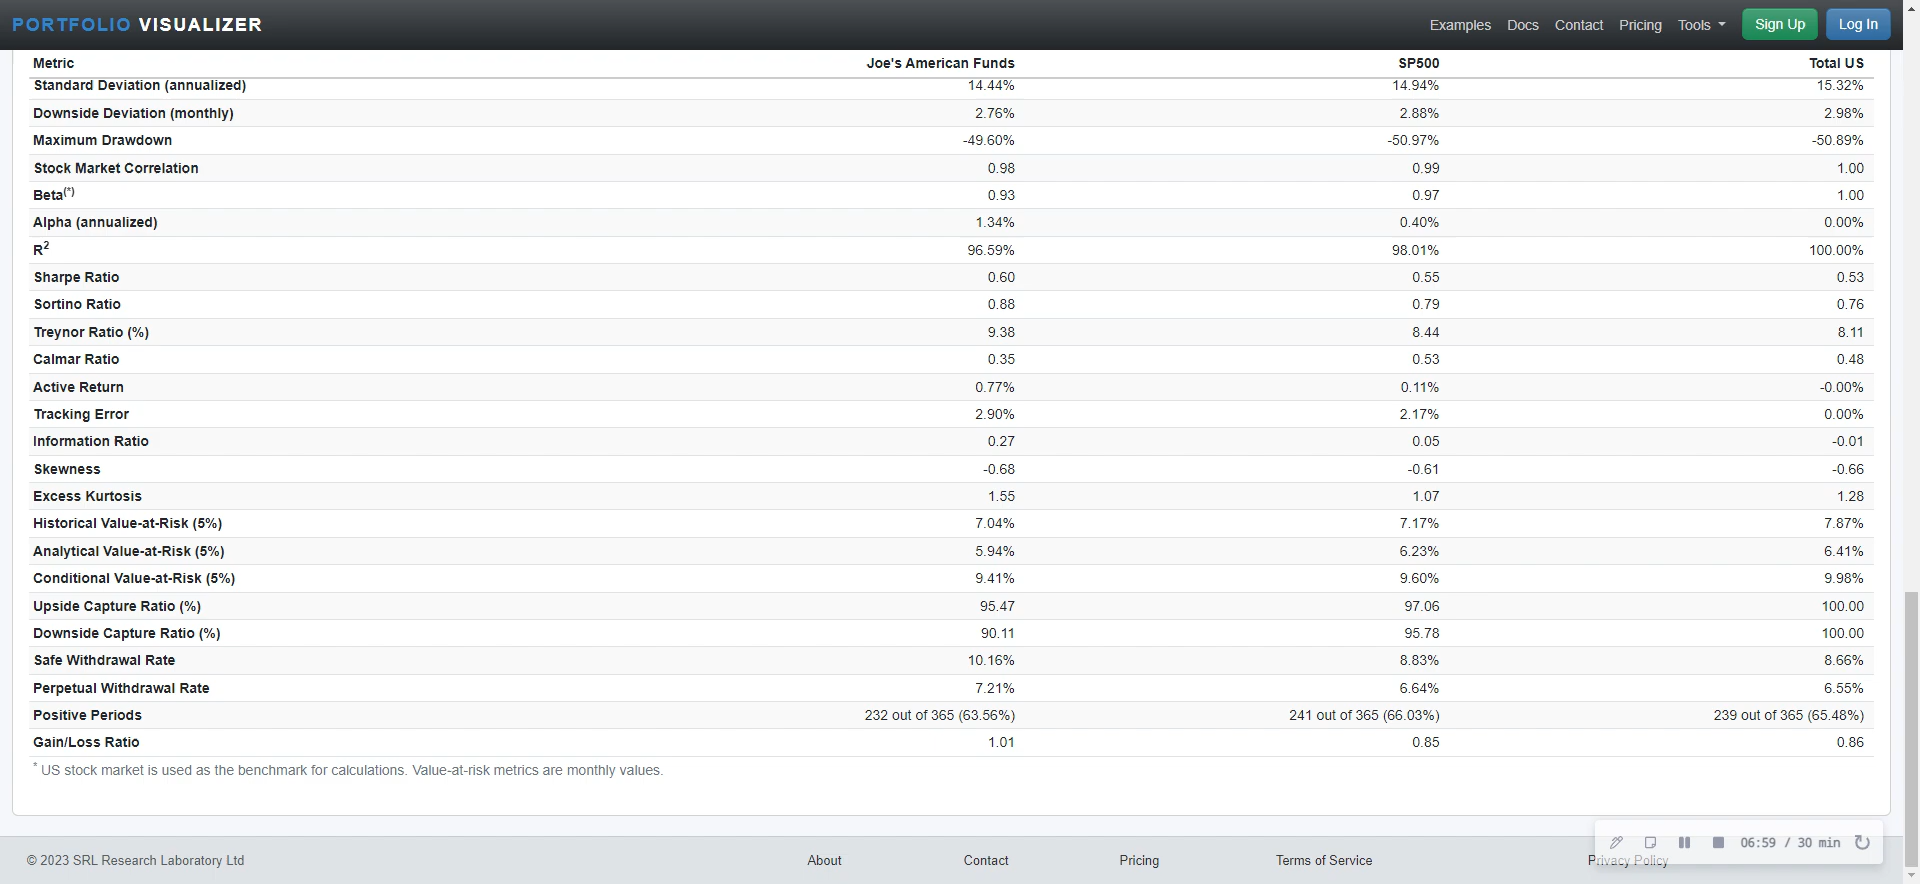 PORTFOLIO VISUALIZER Examples Docs Contact Pricing Tools Sign Up Log In
Metric Joe's American Funds SP500 Total US
Standard Deviation (annualized) 14.44% 14.94% 15.32%
Downside Deviation (monthly) 2.76% 2.88% 2.98%
Maximum Drawdown -49.60% -50.97% -50.89%
Stock Market Correlation 0.98 0.99 1.00
Beta(*) 0.93 0.97 1.00
Alpha (annualized) 1.34% 0.40% 0.00%
R2 96.59% 98.01% 100.00%
Sharpe Ratio 0.60 0.55 0.53
Sortino Ratio 0.88 0.79 0.76
Treynor Ratio (%) 9.38 8.44 8.11
Calmar Ratio 0.35 0.53 0.48
Active Return 0.77% 0.11% -0.00%
Tracking Error 2.90% 2.17% 0.00%
Information Ratio 0.27 0.05 -0.01
Skewness -0.68 -0.61 -0.66
Excess Kurtosis 1.55 1.07 1.28
Historical Value-at-Risk (5%) 7.04% 7.17% 7.87%
Analytical Value-at-Risk (5%) 5.94% 6.23% 6.41%
Conditional Value-at-Risk (5%) 9.41% 9.60% 9.98%
Upside Capture Ratio (%) 95.47 97.06 100.00
Downside Capture Ratio (%) 90.11 95.78 100.00
Safe Withdrawal Rate 10.16% 8.83% 8.66%
Perpetual Withdrawal Rate 7.21% 6.64% 6.55%
Positive Periods 232 out of 365 (63.56%) 241 out of 365 (66.03%) 239 out of 365 (65.48%)
Gain/Loss Ratio 1.01 0.85 0.86
* US stock market is used as the benchmark for calculations. Value-at-risk metrics are monthly values.
06:59 / 30 min
© 2023 SRL Research Laboratory Ltd About Contact Pricing Terms of Service Privacy Policy